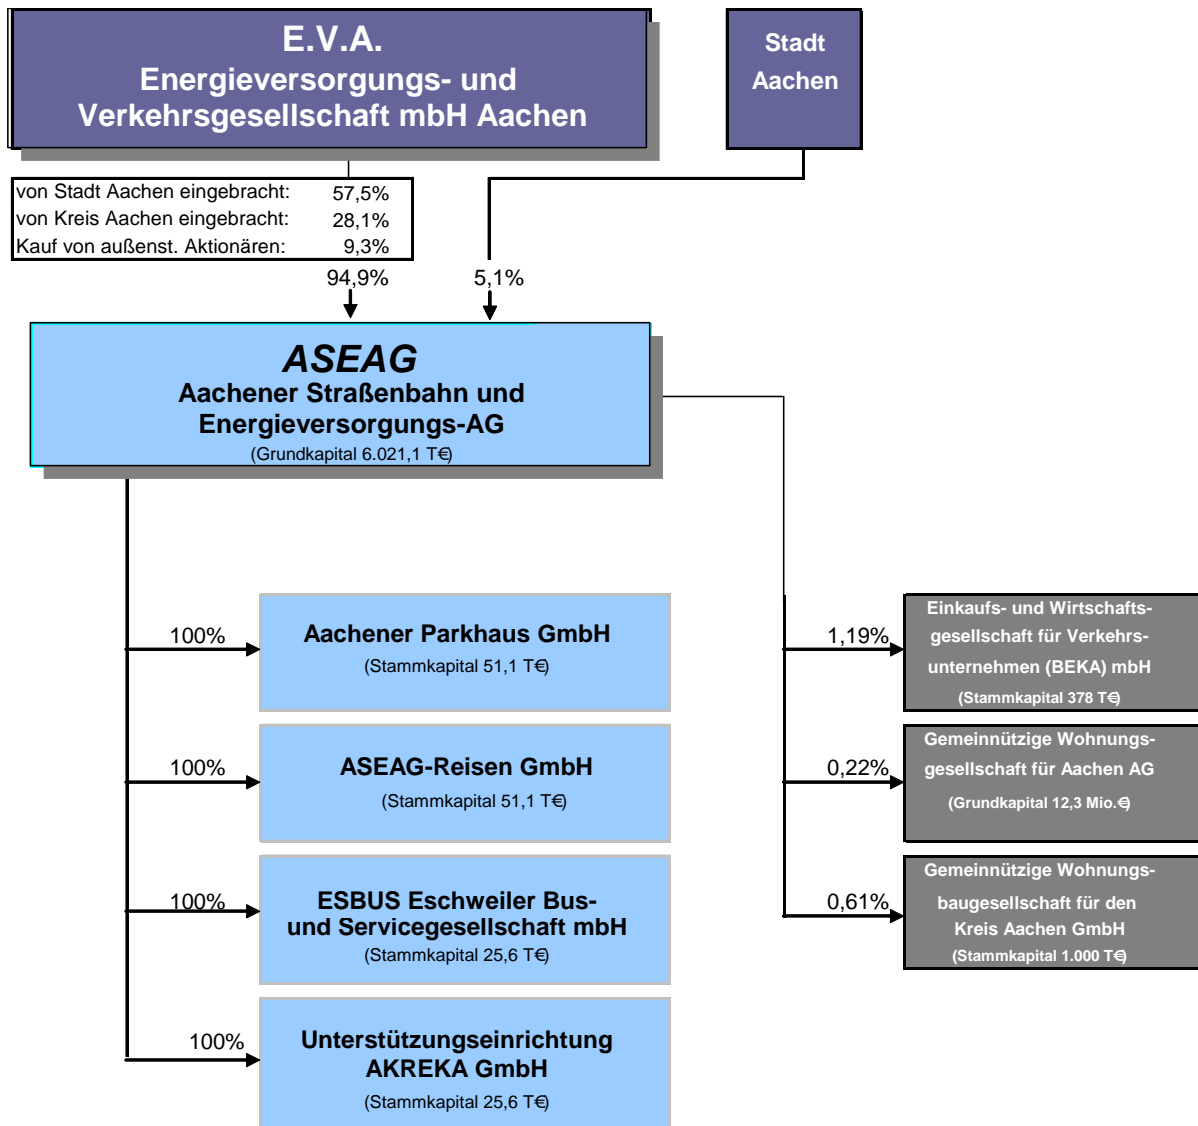 E.V.A.
Energieversorgungs- und
Verkehrsgesellschaft mbH Aachen
Stadt
Aachen
von Stadt Aachen eingebracht: 57,5%
von Kreis Aachen eingebracht: 28,1%
Kauf von außenst. Aktionären: 9,3%
94,9%
5,1%
ASEAG
Aachener Straßenbahn und
Energieversorgungs-AG
(Grundkapital 6.021,1 T€)
100%
Aachener Parkhaus GmbH
(Stammkapital 51,1 T€)
100%
ASEAG-Reisen GmbH
(Stammkapital 51,1 T€)
100%
ESBUS Eschweiler Bus-
und Servicegesellschaft mbH
(Stammkapital 25,6 T€)
100%
Unterstützungseinrichtung
AKREKA GmbH
(Stammkapital 25,6 T€)
1,19%
Einkaufs- und Wirtschafts-
gesellschaft für Verkehrs-
unternehmen (BEKA) mbH
(Stammkapital 378 T€)
0,22%
Gemeinnützige Wohnungs-
gesellschaft für Aachen AG
(Grundkapital 12,3 Mio.€)
0,61%
Gemeinnützige Wohnungs-
baugesellschaft für den
Kreis Aachen GmbH
(Stammkapital 1.000 T€)